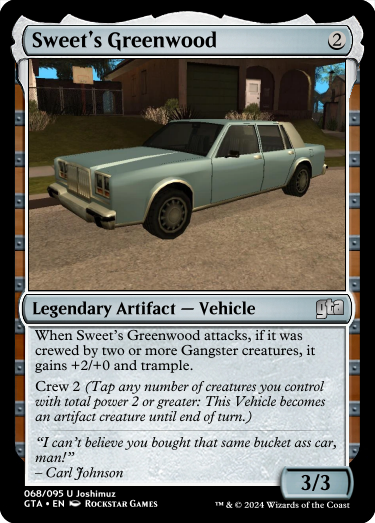 Sweet's Greenwood 2
Legendary Artifact — Vehicle gta
When Sweet's Greenwood attacks, if it was
crewed by two or more Gangster creatures, it
gains +2/+0 and trample.
Crew 2 (Tap any number of creatures you control
with total power 2 or greater: This Vehicle becomes
an artifact creature until end of turn.)
“I can't believe you bought that same bucket ass car,
man!”
– Carl Johnson
3/3
068/095 U Joshimuz
GTA • EN Rockstar Games
™ & © 2024 Wizards of the Coast